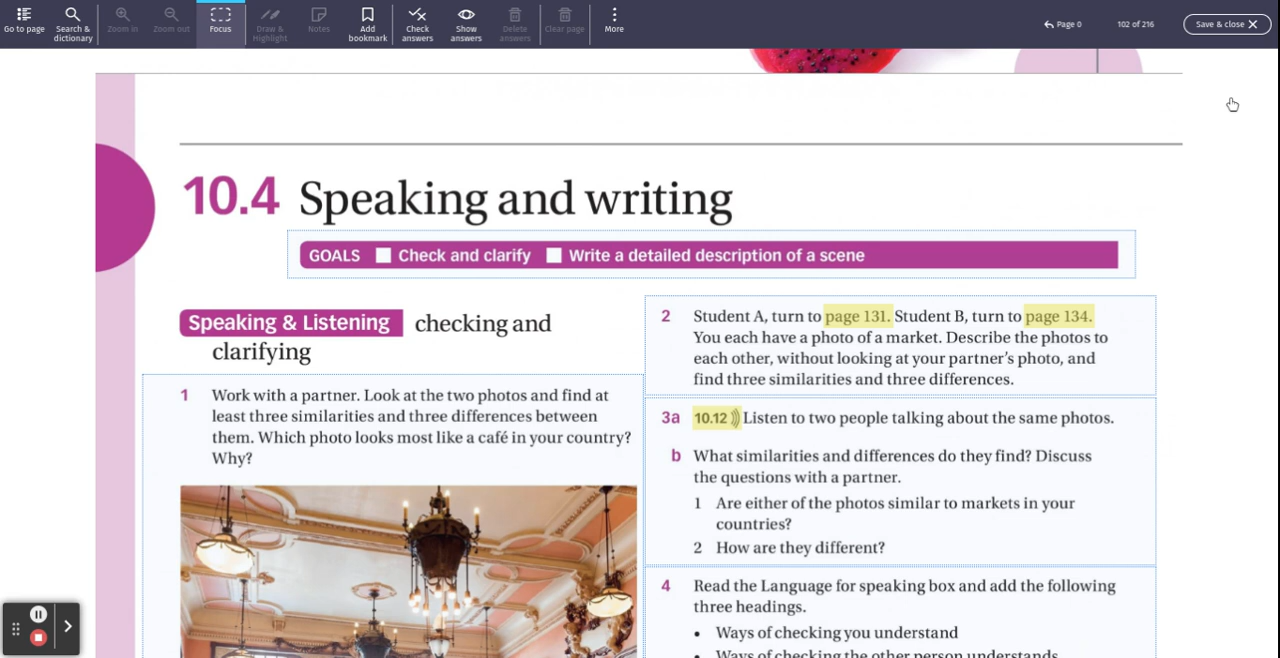 Go to page
Search & dictionary
Zoom in
Zoom out
Focus
Draw & Highlight
Notes
Add bookmark
Check answers
Show answers
Delete answers
Clear page
More
Page 0
102 of 216
Save & close
10.4 Speaking and writing
GOALS Check and clarify Write a detailed description of a scene
Speaking & Listening checking and
clarifying
1 Work with a partner. Look at the two photos and find at
least three similarities and three differences between
them. Which photo looks most like a café in your country?
Why?
2 Student A, turn to page 131. Student B, turn to page 134.
You each have a photo of a market. Describe the photos to
each other, without looking at your partner's photo, and
find three similarities and three differences.
3a 10.12 Listen to two people talking about the same photos.
b What similarities and differences do they find? Discuss
the questions with a partner.
1 Are either of the photos similar to markets in your
countries?
2 How are they different?
4 Read the Language for speaking box and add the following
three headings.
• Ways of checking you understand
• Ways of checking the other person understands